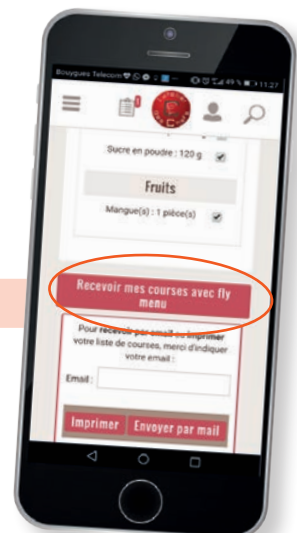 Bouygues Telecom
49 % 11:27
Sucre en poudre : 120 g
Fruits
Mangue(s) : 1 pièce(s)
Recevoir mes courses avec fly
menu
Pour recevoir par email ou imprimer
votre liste de courses, merci d'indiquer
votre email :
Email :
Imprimer
Envoyer par mail